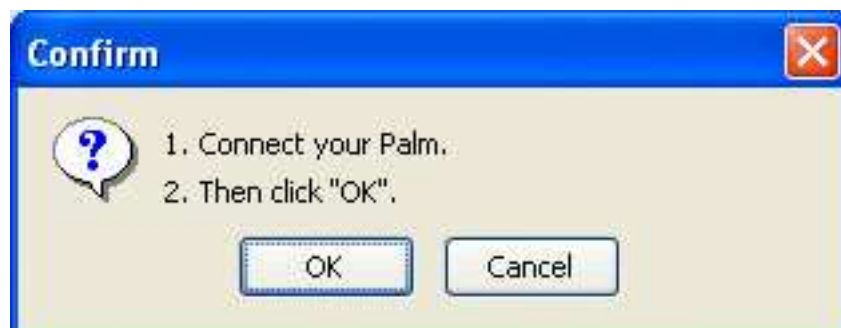 Confirm
1. Connect your Palm.
2. Then click "OK".
OK
Cancel